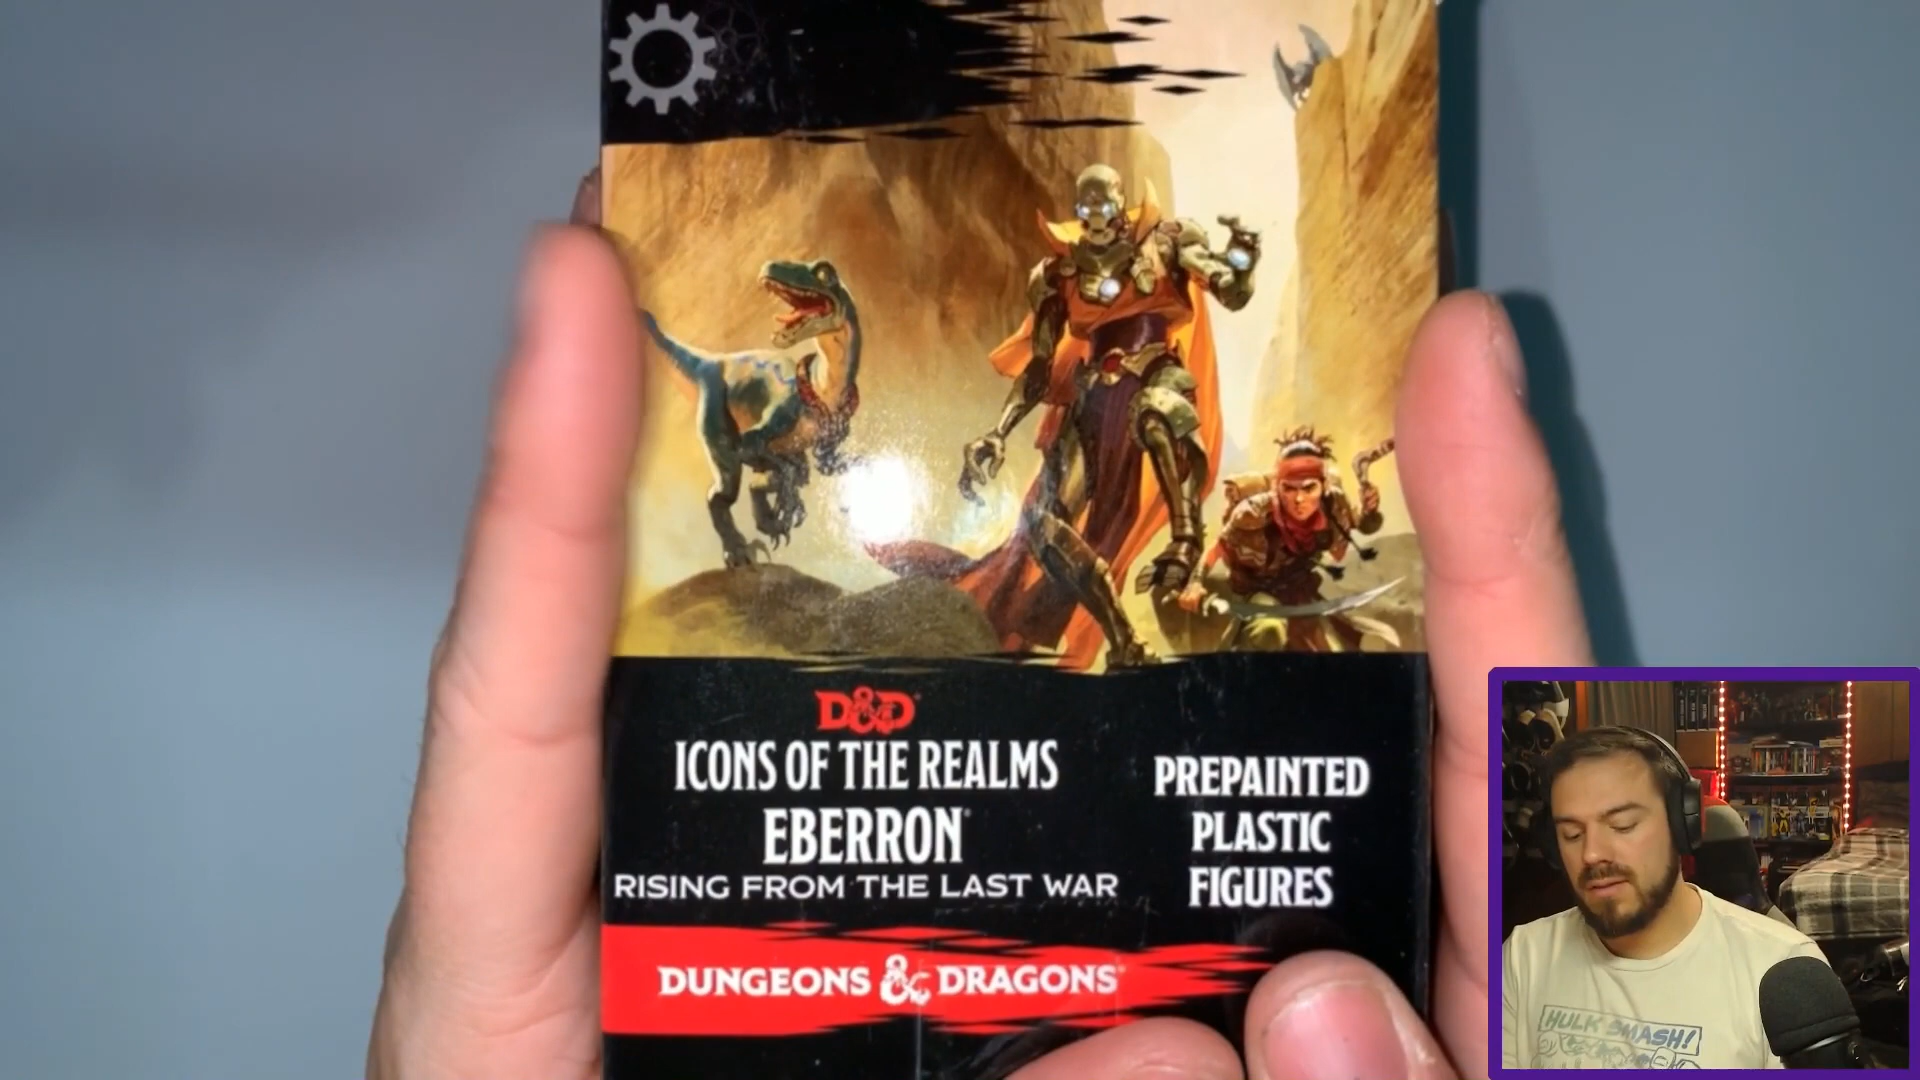 D&D
ICONS OF THE REALMS
EBERRON
RISING FROM THE LAST WAR
PREPAINTED
PLASTIC
FIGURES
DUNGEONS & DRAGONS
HULK SMASH!